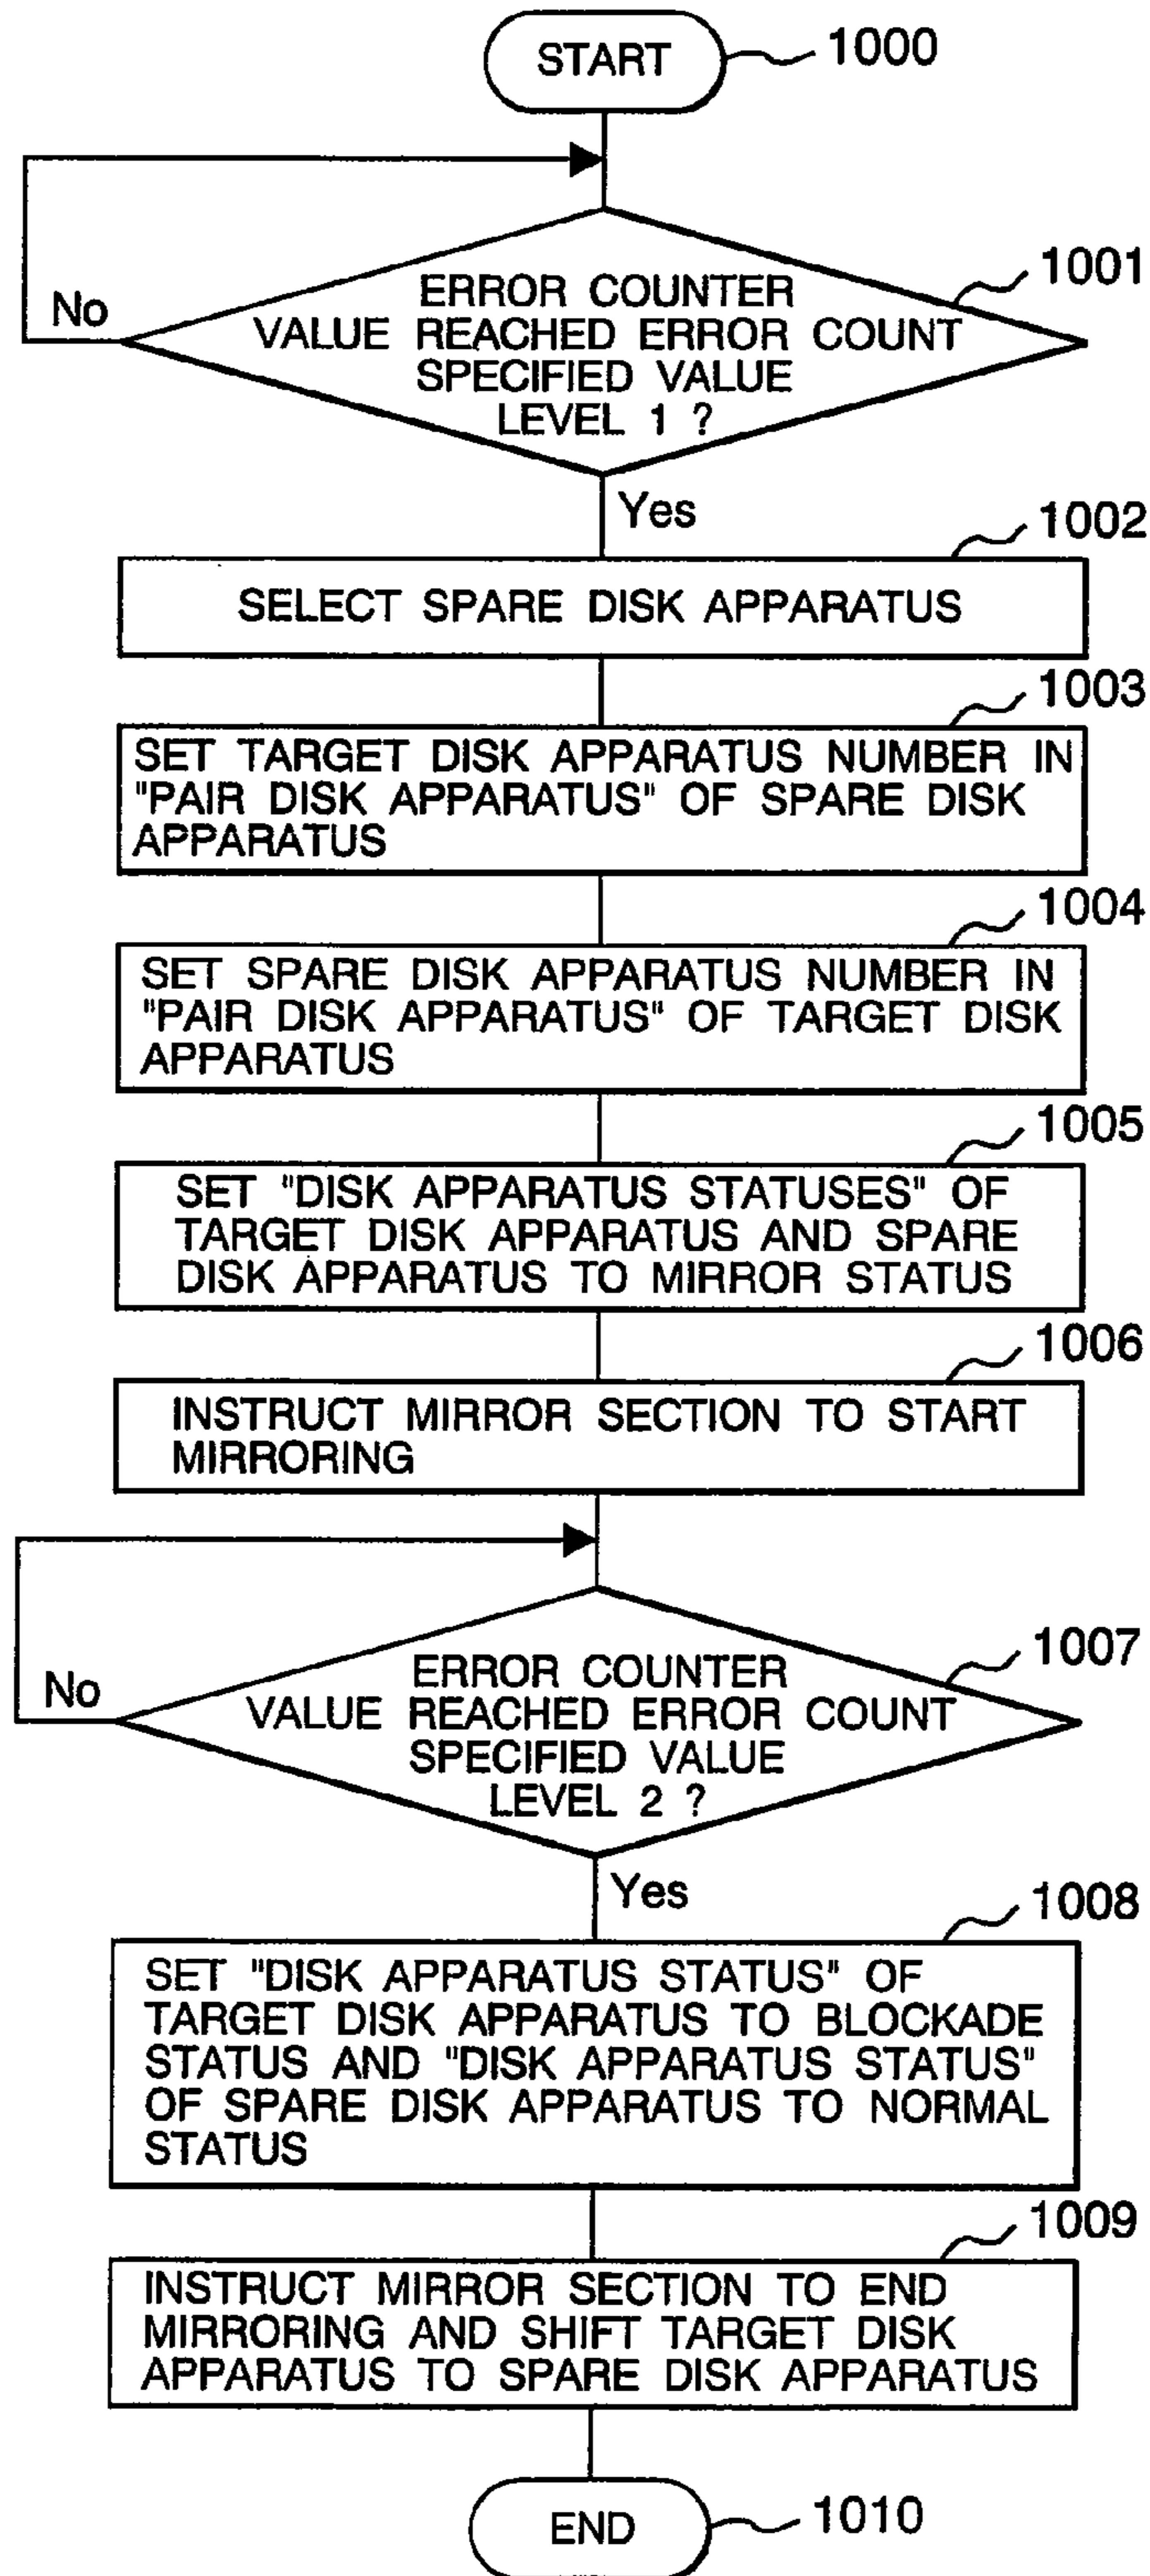 START
1000
1001
No
ERROR COUNTER
VALUE REACHED ERROR COUNT
SPECIFIED VALUE
LEVEL 1 ?
Yes
1002
SELECT SPARE DISK APPARATUS
1003
SET TARGET DISK APPARATUS NUMBER IN
"PAIR DISK APPARATUS" OF SPARE DISK
APPARATUS
1004
SET SPARE DISK APPARATUS NUMBER IN
"PAIR DISK APPARATUS" OF TARGET DISK
APPARATUS
1005
SET "DISK APPARATUS STATUSES" OF
TARGET DISK APPARATUS AND SPARE
DISK APPARATUS TO MIRROR STATUS
1006
INSTRUCT MIRROR SECTION TO START
MIRRORING
1007
No
ERROR COUNTER
VALUE REACHED ERROR COUNT
SPECIFIED VALUE
LEVEL 2 ?
Yes
1008
SET "DISK APPARATUS STATUS" OF
TARGET DISK APPARATUS TO BLOCKADE
STATUS AND "DISK APPARATUS STATUS"
OF SPARE DISK APPARATUS TO NORMAL
STATUS
1009
INSTRUCT MIRROR SECTION TO END
MIRRORING AND SHIFT TARGET DISK
APPARATUS TO SPARE DISK APPARATUS
END
1010